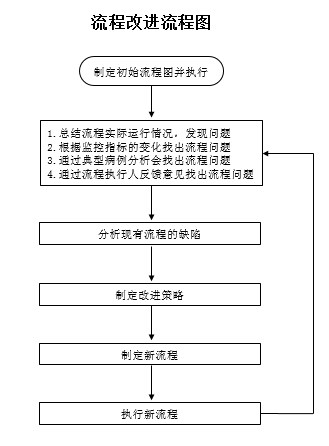 流程改进流程图
制定初始流程图并执行
1.总结流程实际运行情况，发现问题
2.根据监控指标的变化找出流程问题
3.通过典型病例分析会找出流程问题
4.通过流程执行人反馈意见找出流程问题
分析现有流程的缺陷
制定改进策略
制定新流程
执行新流程